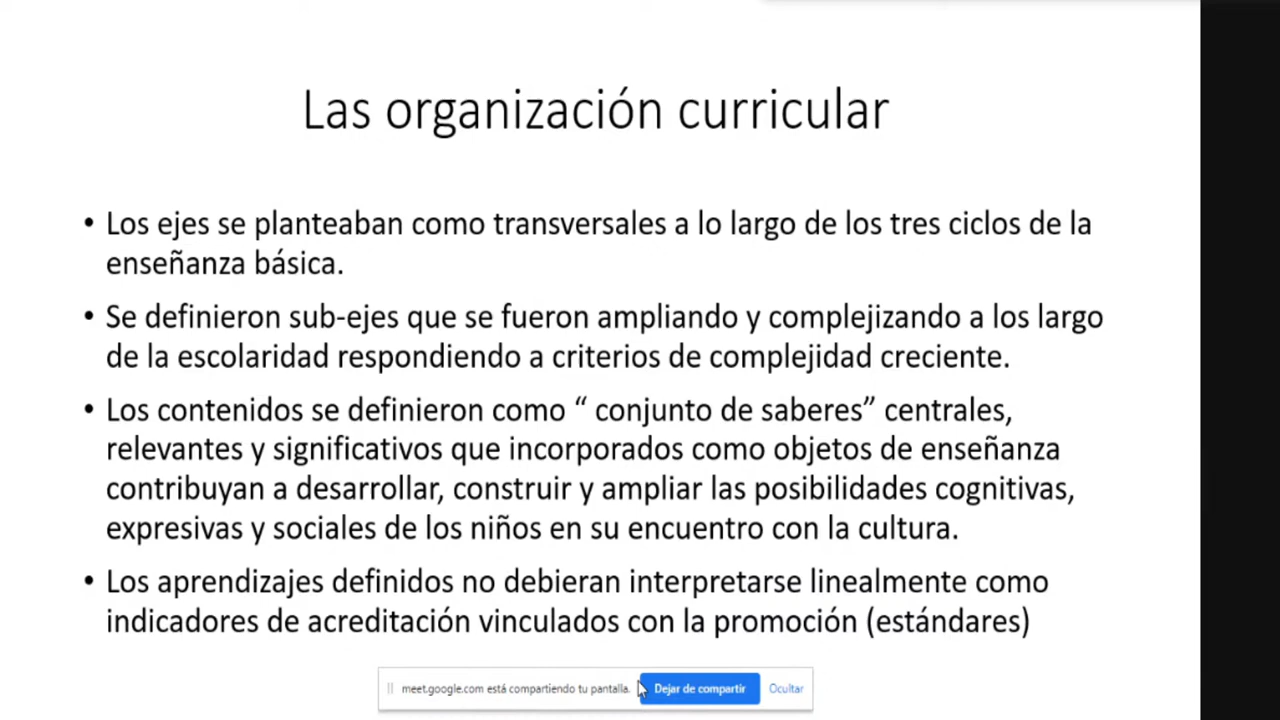 Las organización curricular
• Los ejes se planteaban como transversales a lo largo de los tres ciclos de la
enseñanza básica.
• Se definieron sub-ejes que se fueron ampliando y complejizando a los largo
de la escolaridad respondiendo a criterios de complejidad creciente.
• Los contenidos se definieron como “ conjunto de saberes” centrales,
relevantes y significativos que incorporados como objetos de enseñanza
contribuyan a desarrollar, construir y ampliar las posibilidades cognitivas,
expresivas y sociales de los niños en su encuentro con la cultura.
• Los aprendizajes definidos no debieran interpretarse linealmente como
indicadores de acreditación vinculados con la promoción (estándares)
meet.google.com está compartiendo tu pantalla. Dejar de compartir Ocultar